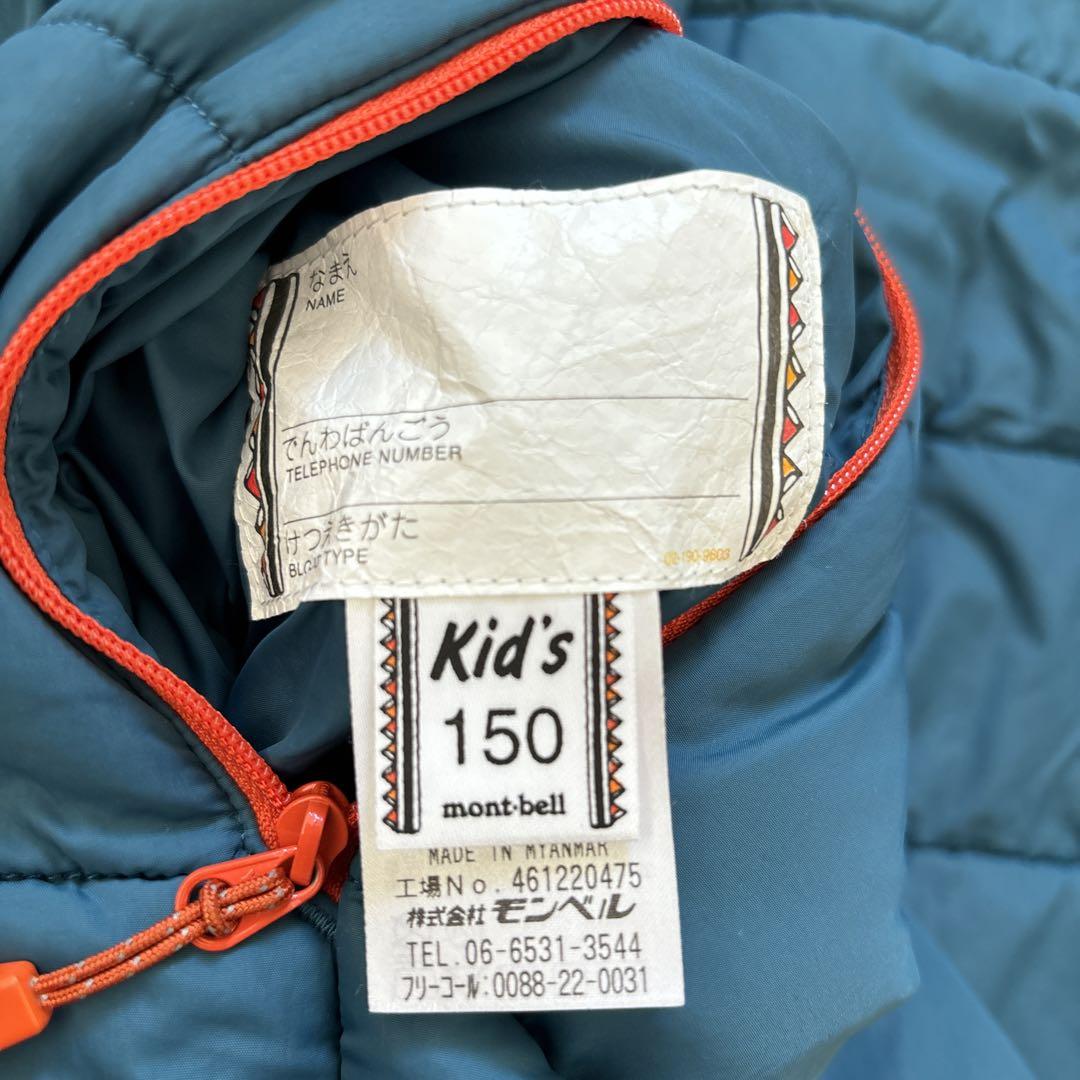 なまえ
NAME
でんわばんごう
TELEPHONE NUMBER
けつえきがた
BLOOD TYPE
Kid's
150
mont·bell
MADE IN MYANMAR
工場No. 461220475
株式会社 モンベル
TEL. 06-6531-3544
フリーコール:0088-22-0031